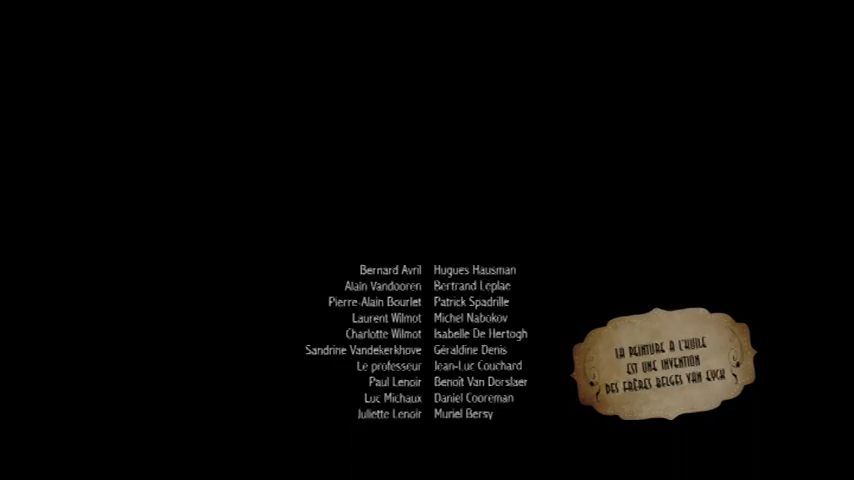 Bernard Avril Hugues Hausman
Alain Vandooren Bertrand Leplae
Pierre-Alain Bourlet Patrick Spadrille
Laurent Wilmot Michel Nabokov
Charlotte Wilmot Isabelle De Hertogh
Sandrine Vandekerkhove Géraldine Denis
Le professeur Jean-Luc Couchard
Paul Lenoir Benoît Van Dorslaer
Luc Michaux Daniel Cooreman
Juliette Lenoir Muriel Bersy
LA PEINTURE A L'HUILE
EST UNE INVENTION
DES FRÈRES BELGES VAN EYCK